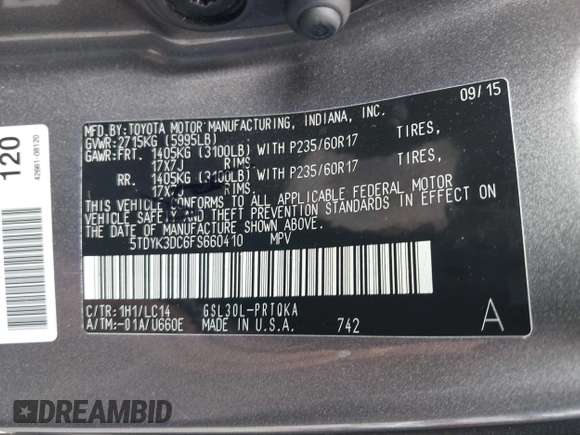 120
42661-08120
09/15
MFD.BY:TOYOTA MOTOR MANUFACTURING, INDIANA, INC.
GVWR:2715KG (5995LB)
GAWR:FRT. 1405KG (3100LB) WITH P235/60R17 TIRES,
17X7J RIMS.
RR. 1405KG (3100LB) WITH P235/60R17 TIRES,
17X7J RIMS.
THIS VEHICLE CONFORMS TO ALL APPLICABLE FEDERAL MOTOR
VEHICLE SAFETY AND THEFT PREVENTION STANDARDS IN EFFECT ON
THE DATE OF MANUFACTURE SHOWN ABOVE.
5TDYK3DC6FS660410 MPV
C/TR:1H1/LC14 GSL30L-PRTQKA
A/TM:-01A/U660E MADE IN U.S.A. 742
A
DREAMBID